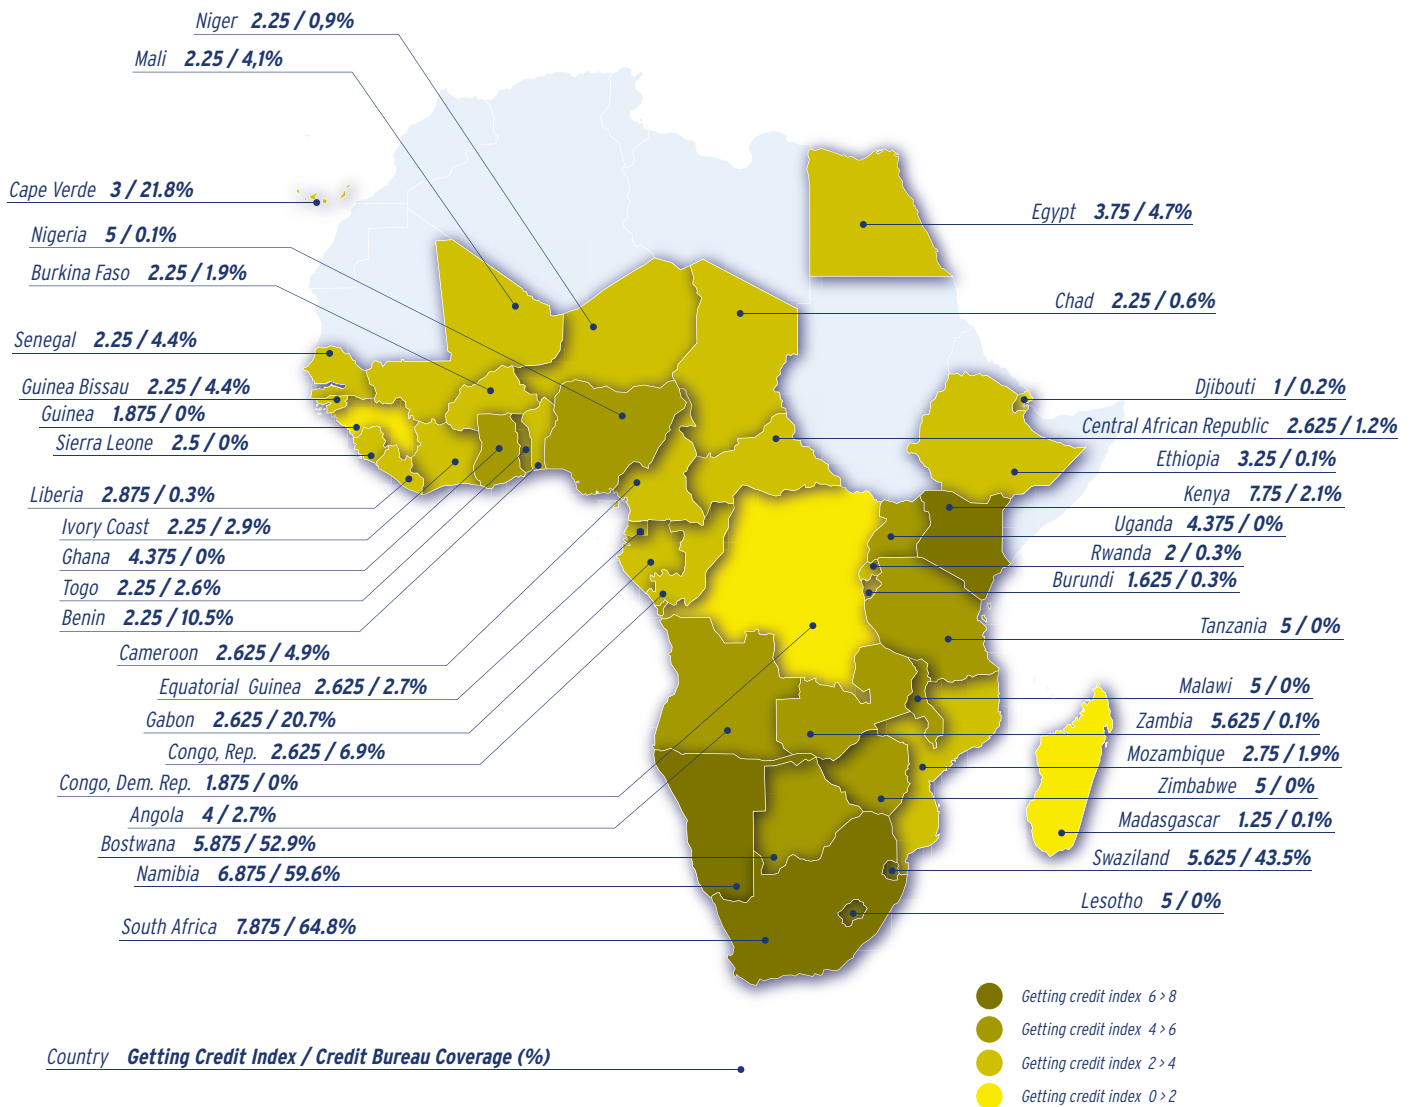 Niger 2.25 / 0,9%
Mali 2.25 / 4,1%
Cape Verde 3 / 21.8%
Nigeria 5 / 0.1%
Burkina Faso 2.25 / 1.9%
Senegal 2.25 / 4.4%
Guinea Bissau 2.25 / 4.4%
Guinea 1.875 / 0%
Sierra Leone 2.5 / 0%
Liberia 2.875 / 0.3%
Ivory Coast 2.25 / 2.9%
Ghana 4.375 / 0%
Togo 2.25 / 2.6%
Benin 2.25 / 10.5%
Cameroon 2.625 / 4.9%
Equatorial Guinea 2.625 / 2.7%
Gabon 2.625 / 20.7%
Congo, Rep. 2.625 / 6.9%
Congo, Dem. Rep. 1.875 / 0%
Angola 4 / 2.7%
Bostwana 5.875 / 52.9%
Namibia 6.875 / 59.6%
South Africa 7.875 / 64.8%
Egypt 3.75 / 4.7%
Chad 2.25 / 0.6%
Djibouti 1 / 0.2%
Central African Republic 2.625 / 1.2%
Ethiopia 3.25 / 0.1%
Kenya 7.75 / 2.1%
Uganda 4.375 / 0%
Rwanda 2 / 0.3%
Burundi 1.625 / 0.3%
Tanzania 5 / 0%
Malawi 5 / 0%
Zambia 5.625 / 0.1%
Mozambique 2.75 / 1.9%
Zimbabwe 5 / 0%
Madasgascar 1.25 / 0.1%
Swaziland 5.625 / 43.5%
Lesotho 5 / 0%
Country Getting Credit Index / Credit Bureau Coverage (%)
Getting credit index 6 > 8
Getting credit index 4 > 6
Getting credit index 2 > 4
Getting credit index 0 > 2